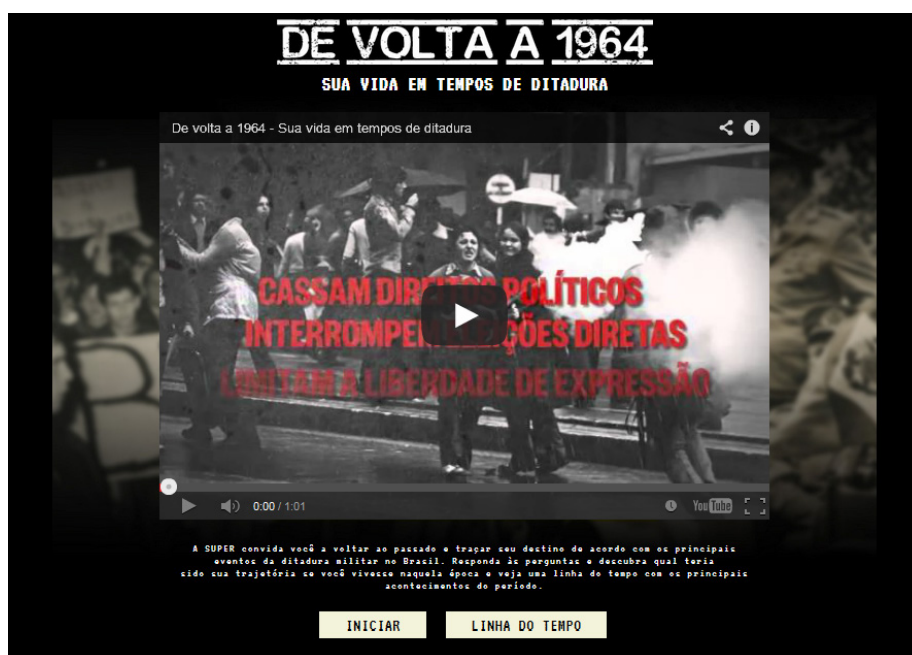 DE VOLTA A 1964
SUA VIDA EM TEMPOS DE DITADURA
De volta a 1964 - Sua vida em tempos de ditadura
CASSAM DIREITOS POLÍTICOS
INTERROMPEM ELEIÇÕES DIRETAS
LIMITAM A LIBERDADE DE EXPRESSÃO
0:00 / 1:01
YouTube
A SUPER convida você a voltar ao passado e traçar seu destino de acordo com os principais
eventos da ditadura militar no Brasil. Responda às perguntas e descubra qual teria
sido sua trajetória se você vivesse naquela época e veja uma linha do tempo com os principais
acontecimentos do período.
INICIAR
LINHA DO TEMPO